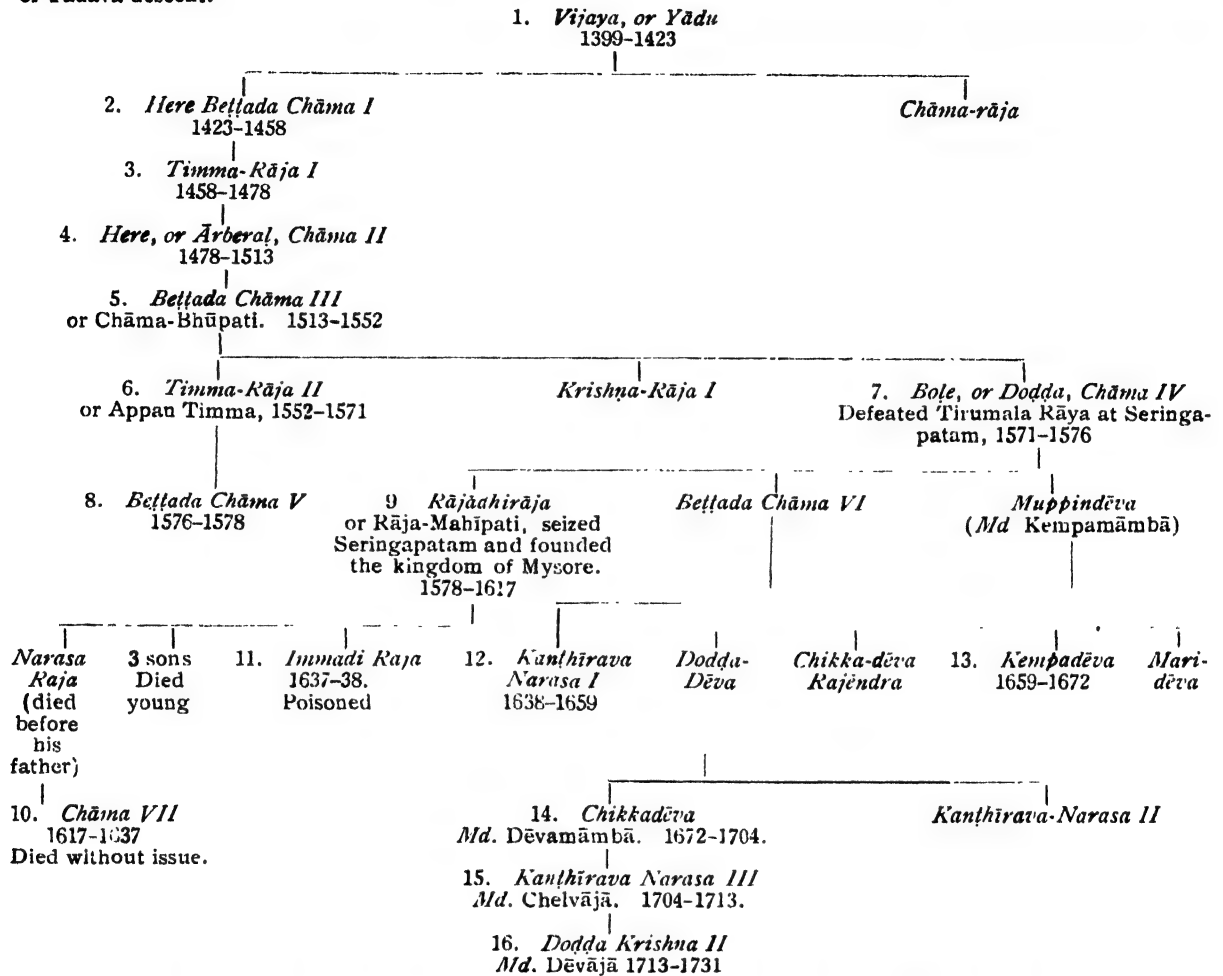 of Yādava descent.
1. Vijaya, or Yādu
1399–1423
2. Here Beṭṭada Chāma I
1423–1458
Chāma-rāja
3. Timma-Rāja I
1458–1478
4. Here, or Ārberaḷ, Chāma II
1478–1513
5. Beṭṭada Chāma III
or Chāma-Bhūpati. 1513–1552
6. Timma-Rāja II
or Appan Timma, 1552–1571
Krishṇa-Rāja I
7. Boḷe, or Doḍḍa, Chāma IV
Defeated Tirumala Rāya at Seringa-
patam, 1571–1576
8. Beṭṭada Chāma V
1576–1578
9 Rājādhirāja
or Rāja-Mahīpati, seized
Seringapatam and founded
the kingdom of Mysore.
1578–1617
Beṭṭada Chāma VI
Muppindēva
(Md Kempamāmbā)
Narasa
Raja
(died
before
his
father)
3 sons
Died
young
11. Immadi Raja
1637–38.
Poisoned
12. Kanṭhīrava
Narasa I
1638–1659
Doḍḍa-
Dēva
Chikka-dēva
Rajēndra
13. Kempadēva
1659–1672
Mari-
dēva
10. Chāma VII
1617–1637
Died without issue.
14. Chikkadēva
Md. Dēvamāmbā. 1672–1704.
Kanṭhīrava-Narasa II
15. Kanṭhīrava Narasa III
Md. Chelvājā. 1704–1713.
16. Doḍḍa Krishna II
Md. Dēvājā 1713–1731